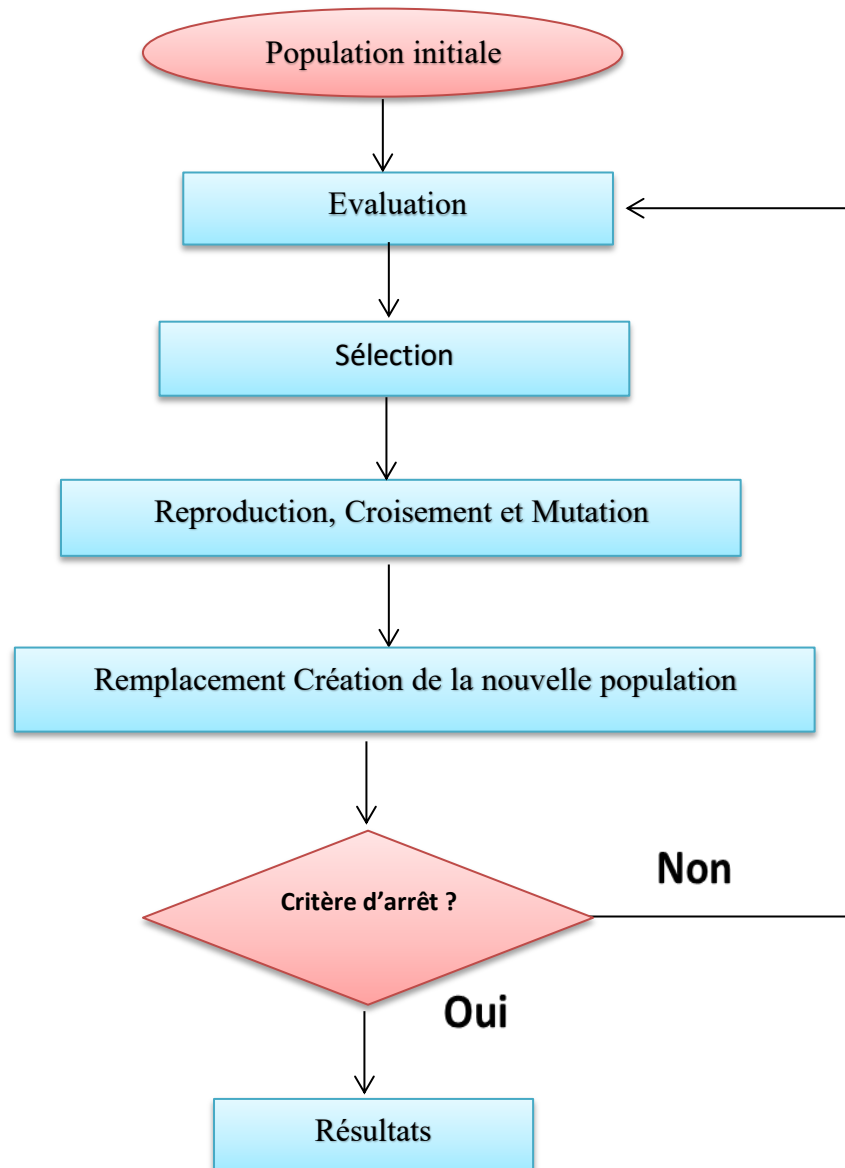 Population initiale
Evaluation
Sélection
Reproduction, Croisement et Mutation
Remplacement Création de la nouvelle population
Critère d'arrêt ?
Non
Oui
Résultats